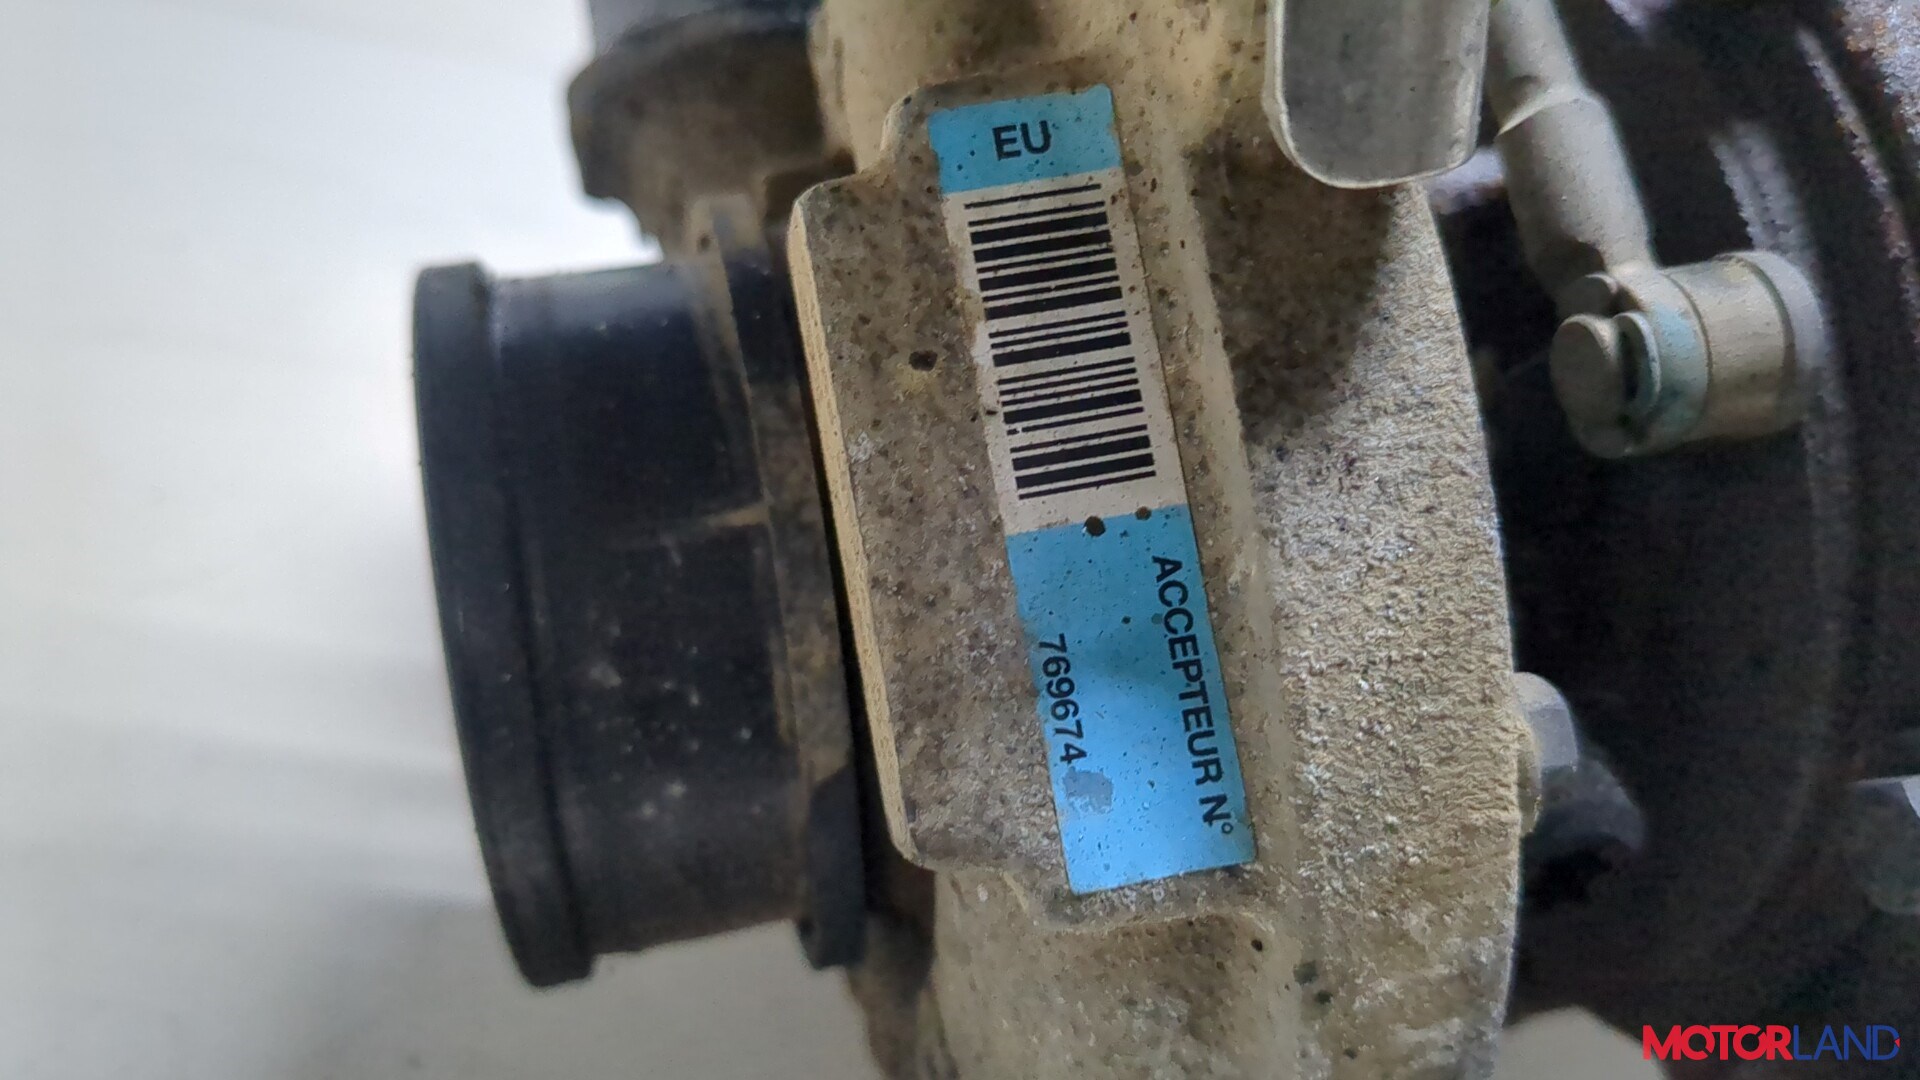 EU
ACCEPTEUR N°
769674
MOTORLAND